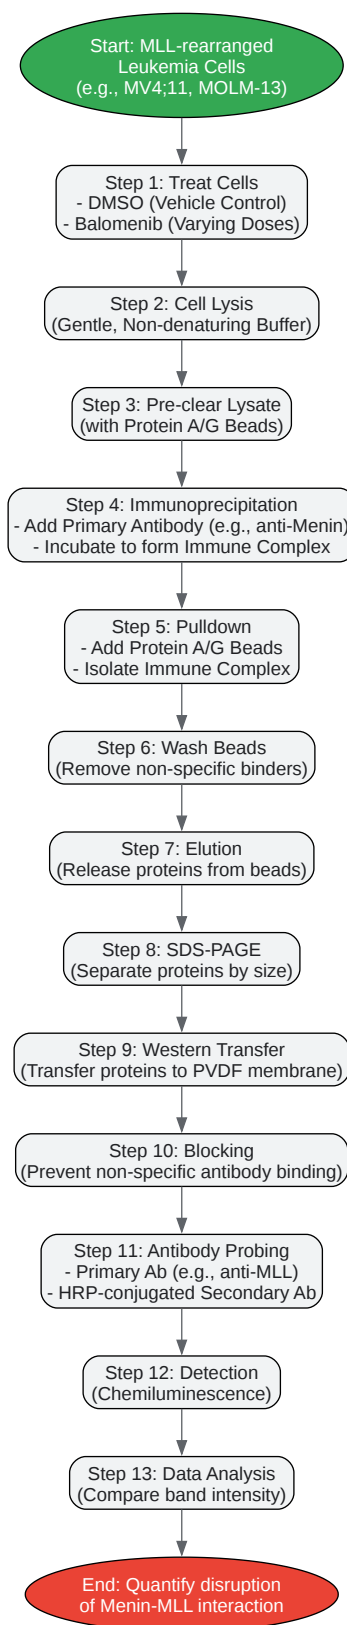 Start: MLL-rearranged
Leukemia Cells
(e.g., MV4;11, MOLM-13)
Step 1: Treat Cells
- DMSO (Vehicle Control)
- Balomenib (Varying Doses)
Step 2: Cell Lysis
(Gentle, Non-denaturing Buffer)
Step 3: Pre-clear Lysate
(with Protein A/G Beads)
Step 4: Immunoprecipitation
- Add Primary Antibody (e.g., anti-Menin)
- Incubate to form Immune Complex
Step 5: Pulldown
- Add Protein A/G Beads
- Isolate Immune Complex
Step 6: Wash Beads
(Remove non-specific binders)
Step 7: Elution
(Release proteins from beads)
Step 8: SDS-PAGE
(Separate proteins by size)
Step 9: Western Transfer
(Transfer proteins to PVDF membrane)
Step 10: Blocking
(Prevent non-specific antibody binding)
Step 11: Antibody Probing
- Primary Ab (e.g., anti-MLL)
- HRP-conjugated Secondary Ab
Step 12: Detection
(Chemiluminescence)
Step 13: Data Analysis
(Compare band intensity)
End: Quantify disruption
of Menin-MLL interaction